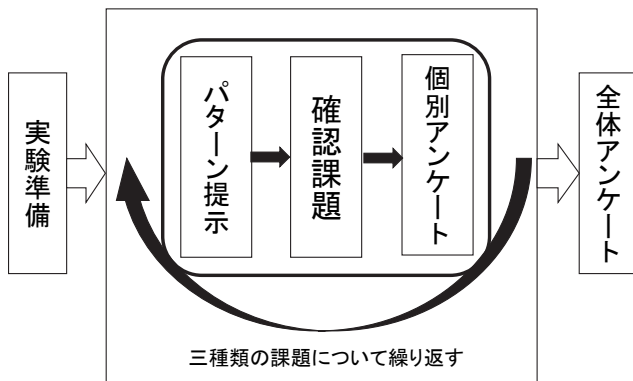 実験準備
パターン提示
確認課題
個別アンケート
全体アンケート
三種類の課題について繰り返す